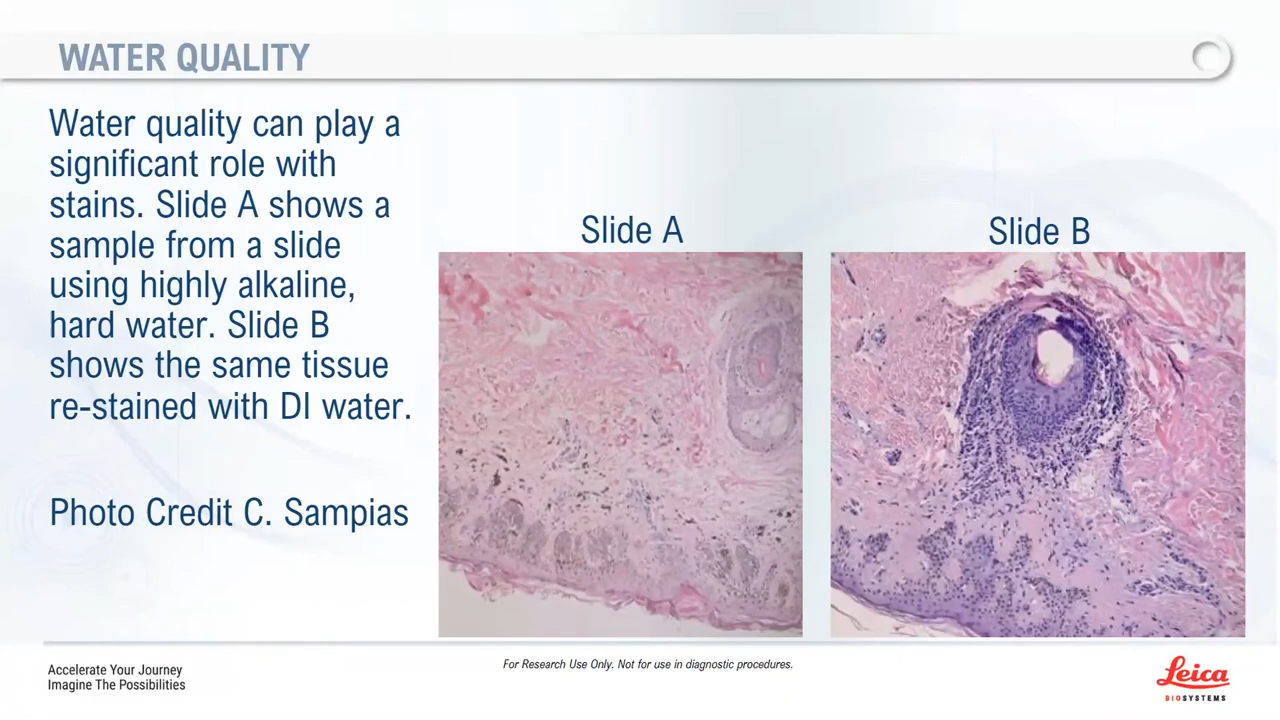 WATER QUALITY
Water quality can play a
significant role with
stains. Slide A shows a
sample from a slide
using highly alkaline,
hard water. Slide B
shows the same tissue
re-stained with DI water.
Photo Credit C. Sampias
Slide A
Slide B
Accelerate Your Journey
Imagine The Possibilities
For Research Use Only. Not for use in diagnostic procedures.
Leica
BIOSYSTEMS